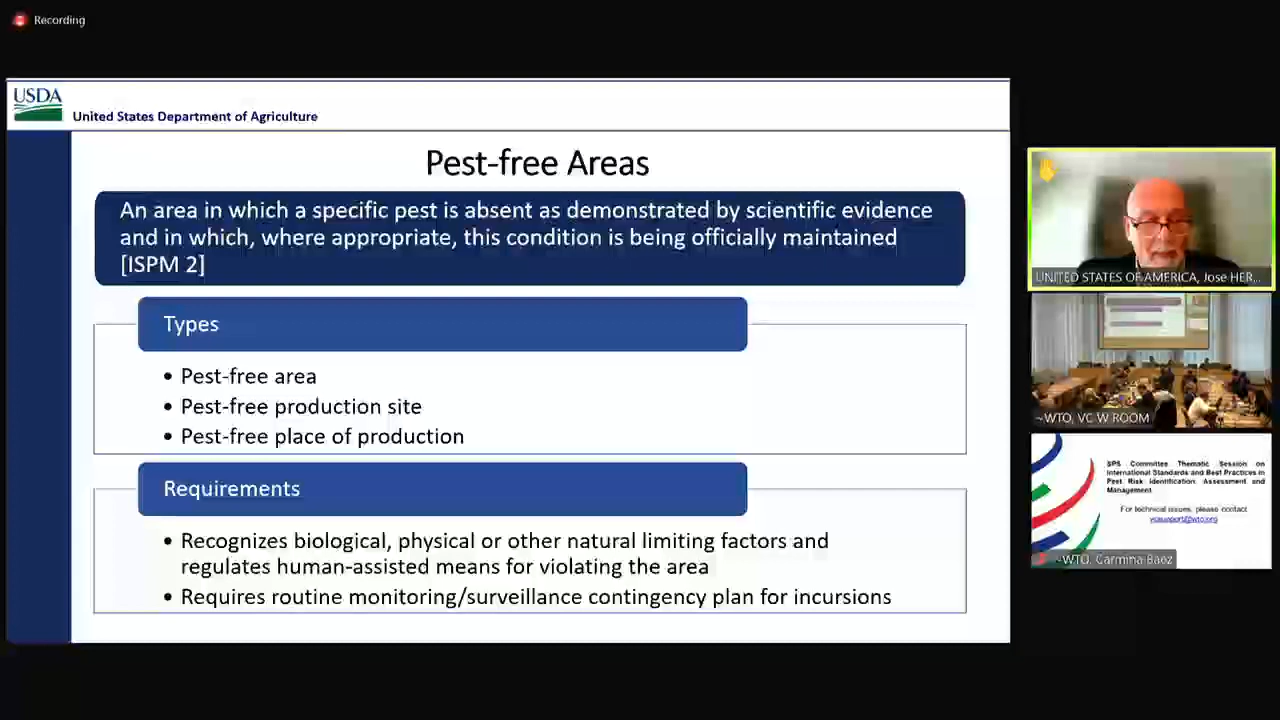 Recording
USDA
United States Department of Agriculture
Pest-free Areas
An area in which a specific pest is absent as demonstrated by scientific evidence
and in which, where appropriate, this condition is being officially maintained
[ISPM 2]
Types
• Pest-free area
• Pest-free production site
• Pest-free place of production
Requirements
• Recognizes biological, physical or other natural limiting factors and
regulates human-assisted means for violating the area
• Requires routine monitoring/surveillance contingency plan for incursions
UNITED STATES OF AMERICA, Jose HER...
~WTO, VC W ROOM
SPS Committee Thematic Session on
International Standards and Best Practices in
Pest Risk Identification, Assessment and
Management
For technical issues, please contact
~WTO, Carmina Baez